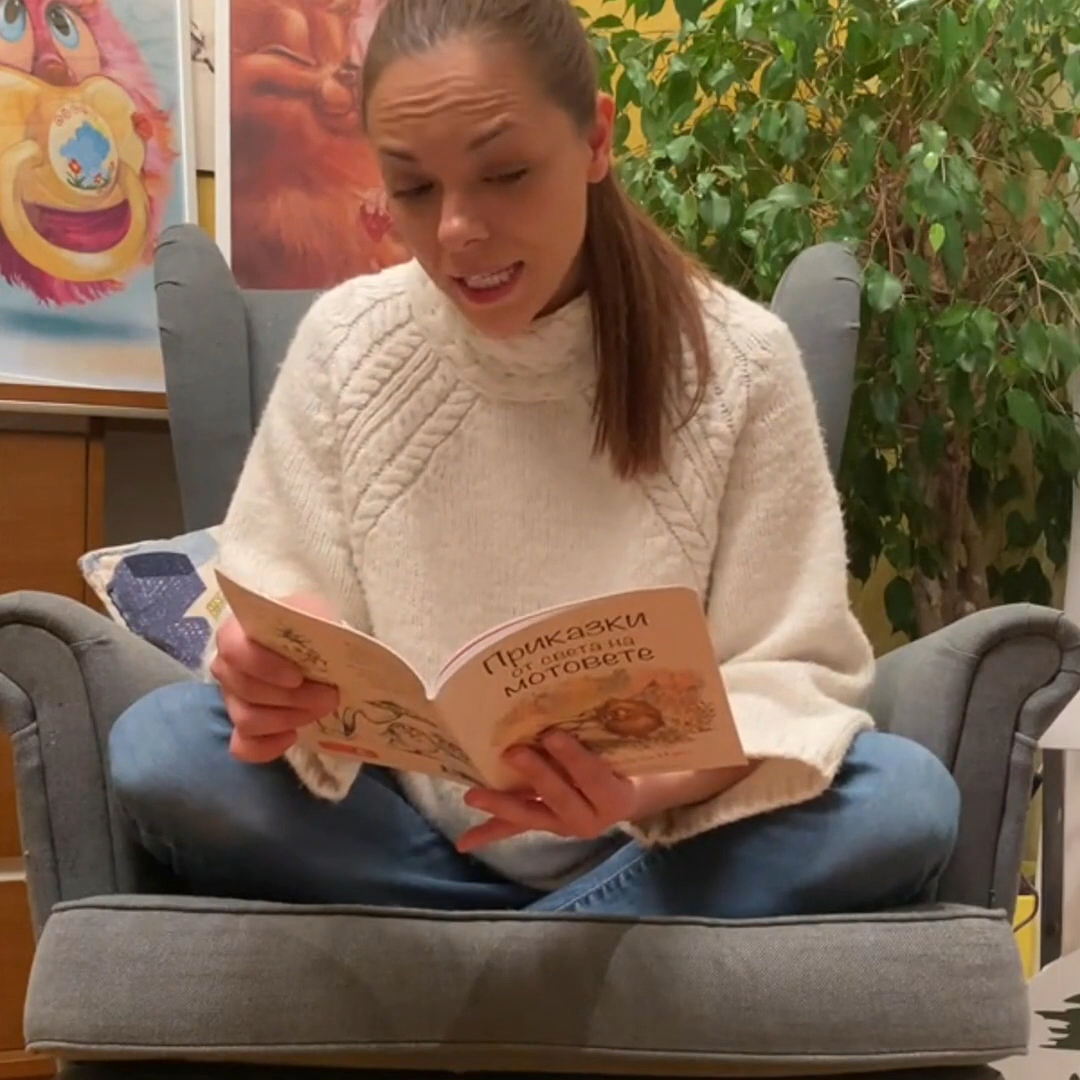 Приказки
от света на
мотовете